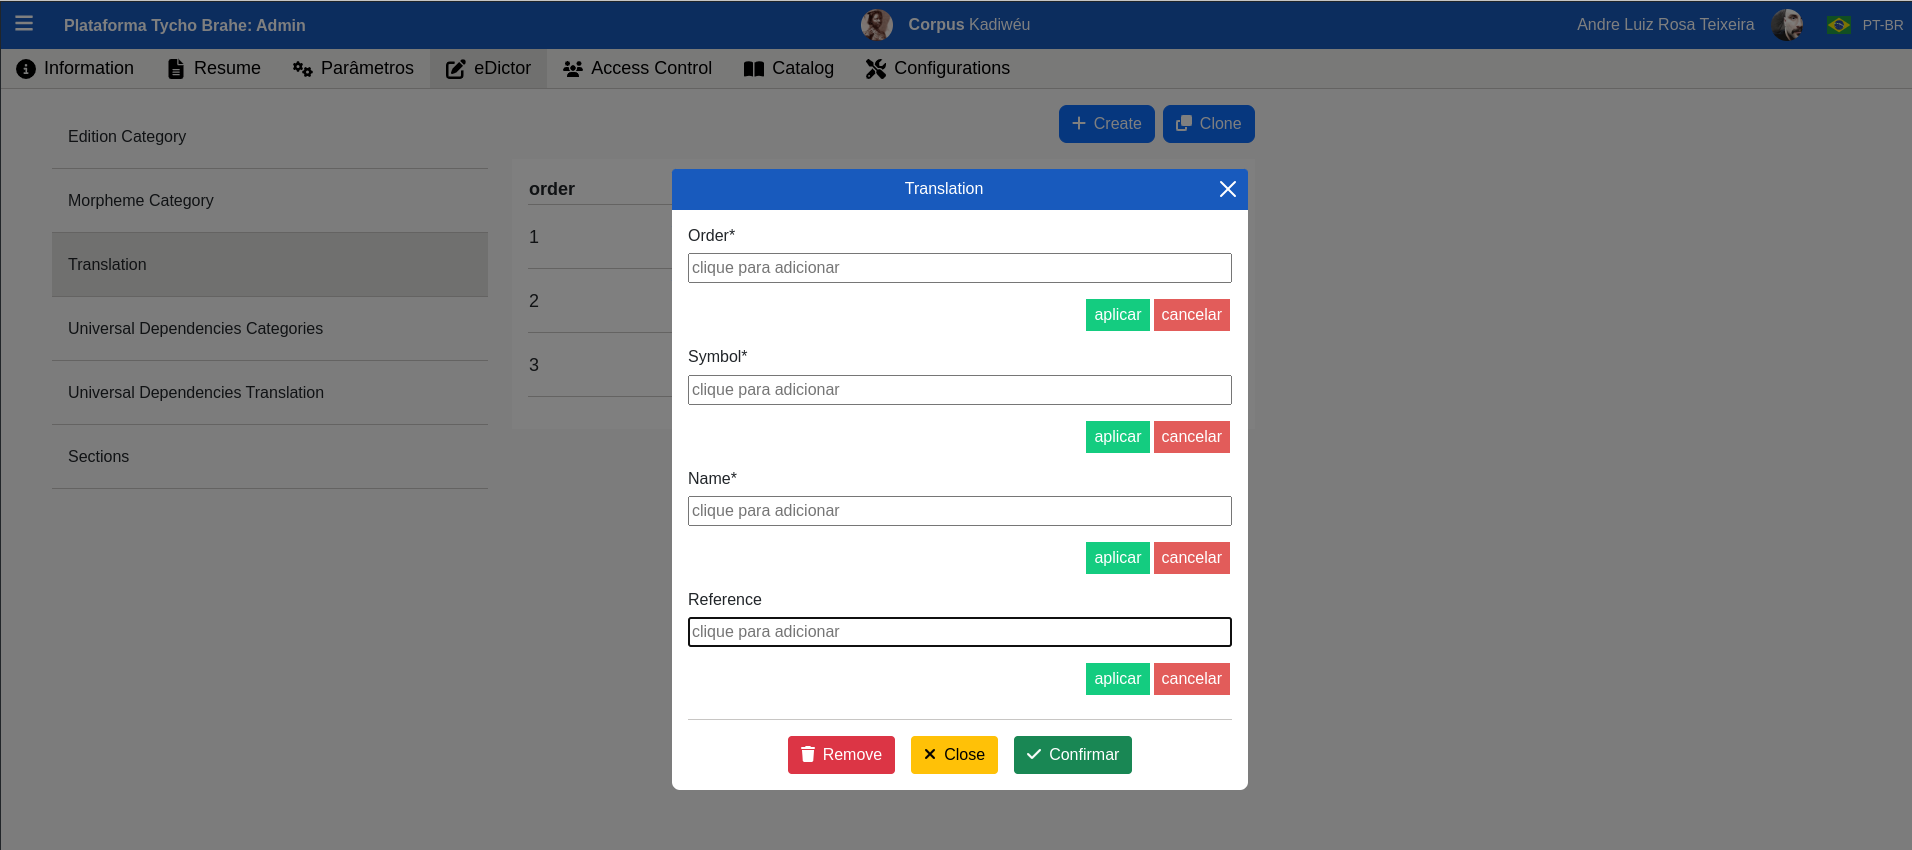 Plataforma Tycho Brahe: Admin
Corpus Kadiwéu
Andre Luiz Rosa Teixeira
PT-BR
Information
Resume
Parâmetros
eDictor
Access Control
Catalog
Configurations
Edition Category
Morpheme Category
Translation
Universal Dependencies Categories
Universal Dependencies Translation
Sections
Create
Clone
order
1
2
3
Translation
Order*
clique para adicionar
aplicar cancelar
Symbol*
clique para adicionar
aplicar cancelar
Name*
clique para adicionar
aplicar cancelar
Reference
clique para adicionar
aplicar cancelar
Remove Close Confirmar